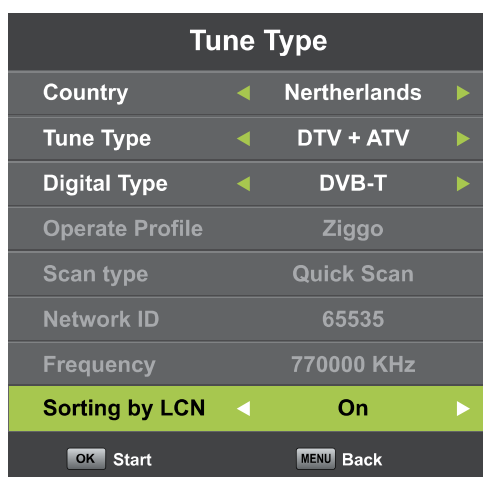 Tune Type
Country Nertherlands
Tune Type DTV + ATV
Digital Type DVB-T
Operate Profile Ziggo
Scan type Quick Scan
Network ID 65535
Frequency 770000 KHz
Sorting by LCN On
OK Start MENU Back